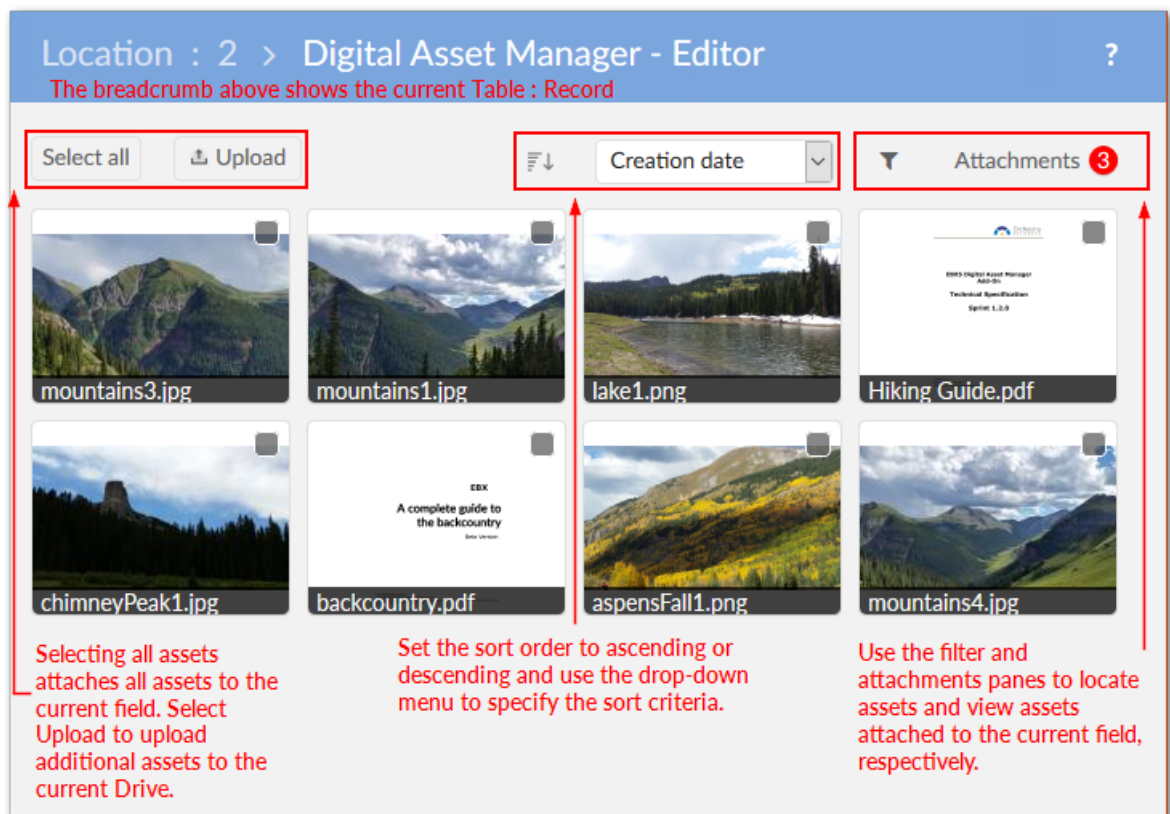 Location : 2 > Digital Asset Manager - Editor ?
The breadcrumb above shows the current Table : Record
Select all
Upload
Creation date
Attachments 3
mountains3.jpg
mountains1.jpg
lake1.png
EBX5 Digital Asset Manager
Add-On
Technical Specification
Sprint 1.2.0
Hiking Guide.pdf
chimneyPeak1.jpg
EBX
A complete guide to
the backcountry
Beta Version
backcountry.pdf
aspensFall1.png
mountains4.jpg
Selecting all assets
attaches all assets to the
current field. Select
Upload to upload
additional assets to the
current Drive.
Set the sort order to ascending or
descending and use the drop-down
menu to specify the sort criteria.
Use the filter and
attachments panes to locate
assets and view assets
attached to the current field,
respectively.